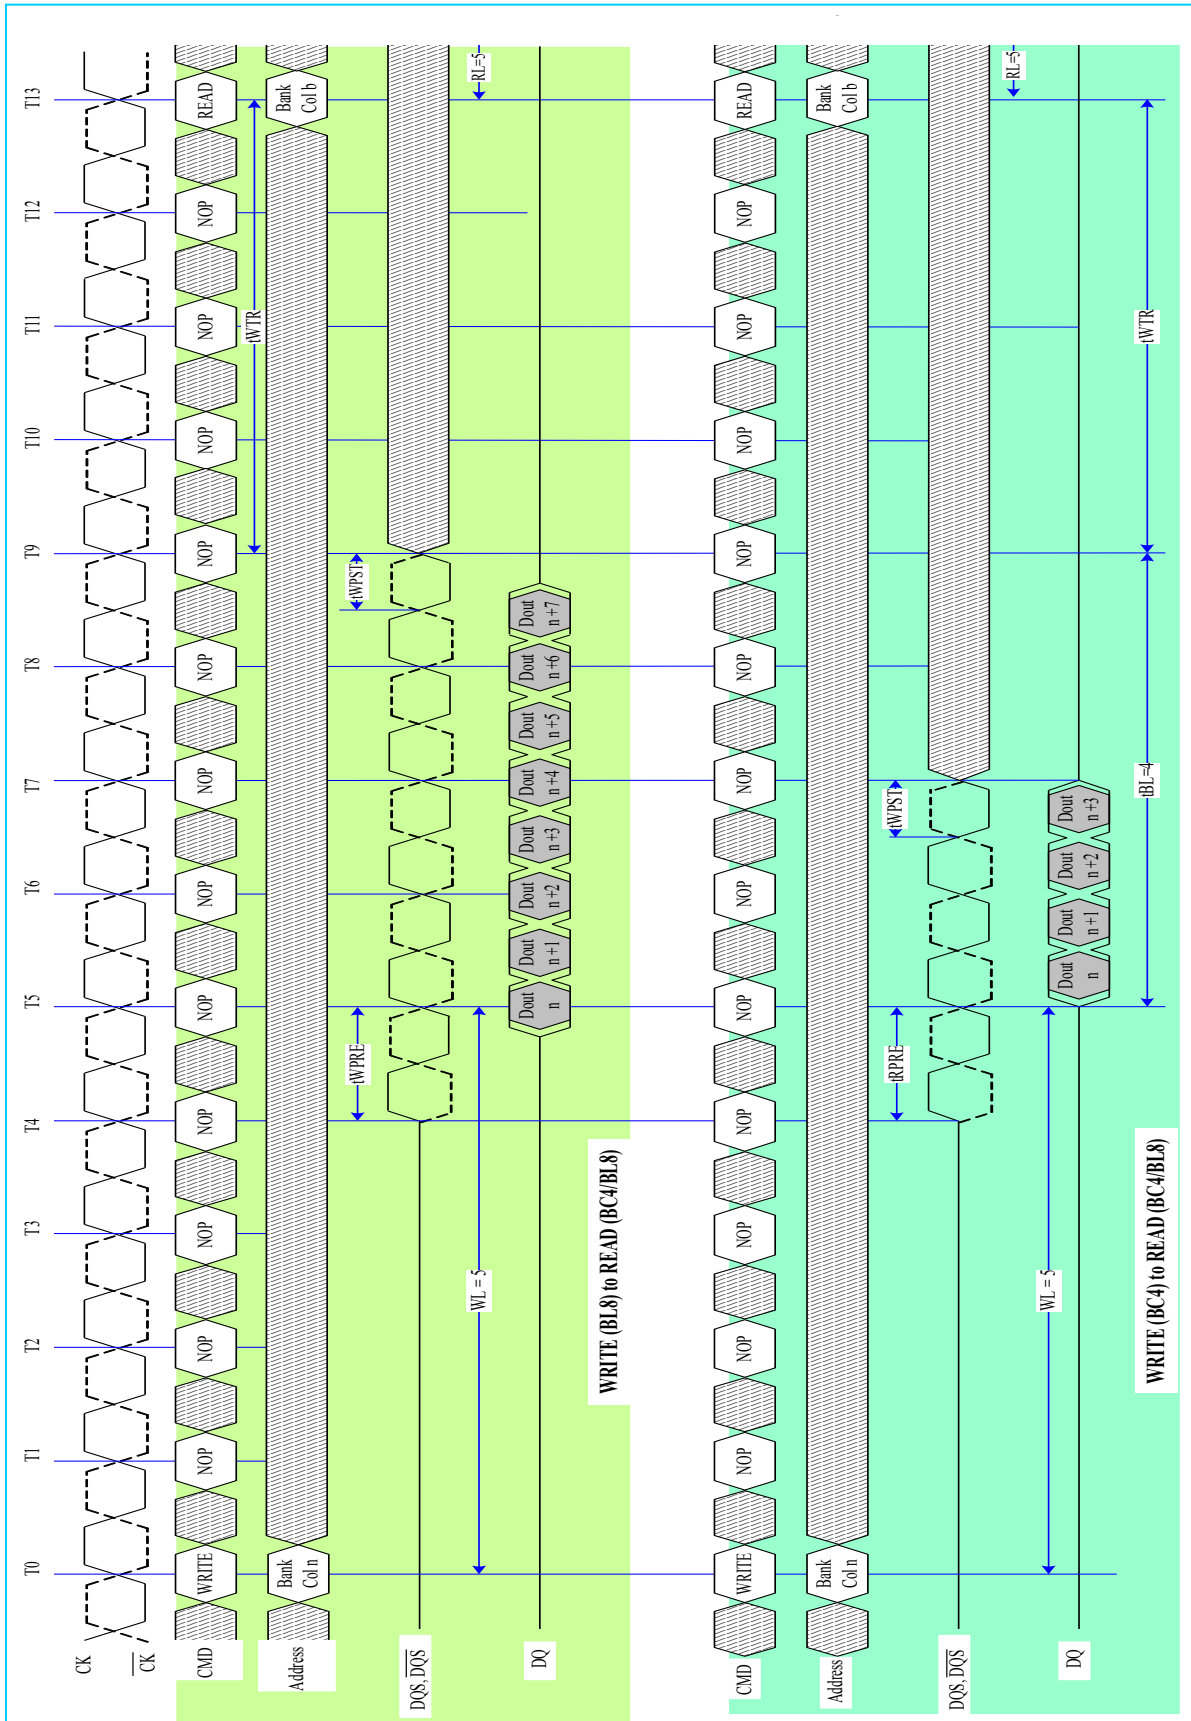 T0 T1 T2 T3 T4 T5 T6 T7 T8 T9 T10 T11 T12 T13
CK
CK
CMD WRITE NOP NOP NOP NOP NOP NOP NOP NOP NOP NOP NOP NOP READ
tWTR
Address
Bank
Col n
Bank
Col b
tWPRE tWPST
DQS, DQS
WL = 5 RL=5
DQ
Dout
n
Dout
n+1
Dout
n+2
Dout
n+3
Dout
n+4
Dout
n+5
Dout
n+6
Dout
n+7
WRITE (BL8) to READ (BC4/BL8)
CMD WRITE NOP NOP NOP NOP NOP NOP NOP NOP NOP NOP NOP NOP READ
Address
Bank
Col n
Bank
Col b
tRPRE tWPST
DQS, DQS
RL=5
WL = 5
DQ
Dout
n
Dout
n+1
Dout
n+2
Dout
n+3
tBL=4 tWTR
WRITE (BC4) to READ (BC4/BL8)